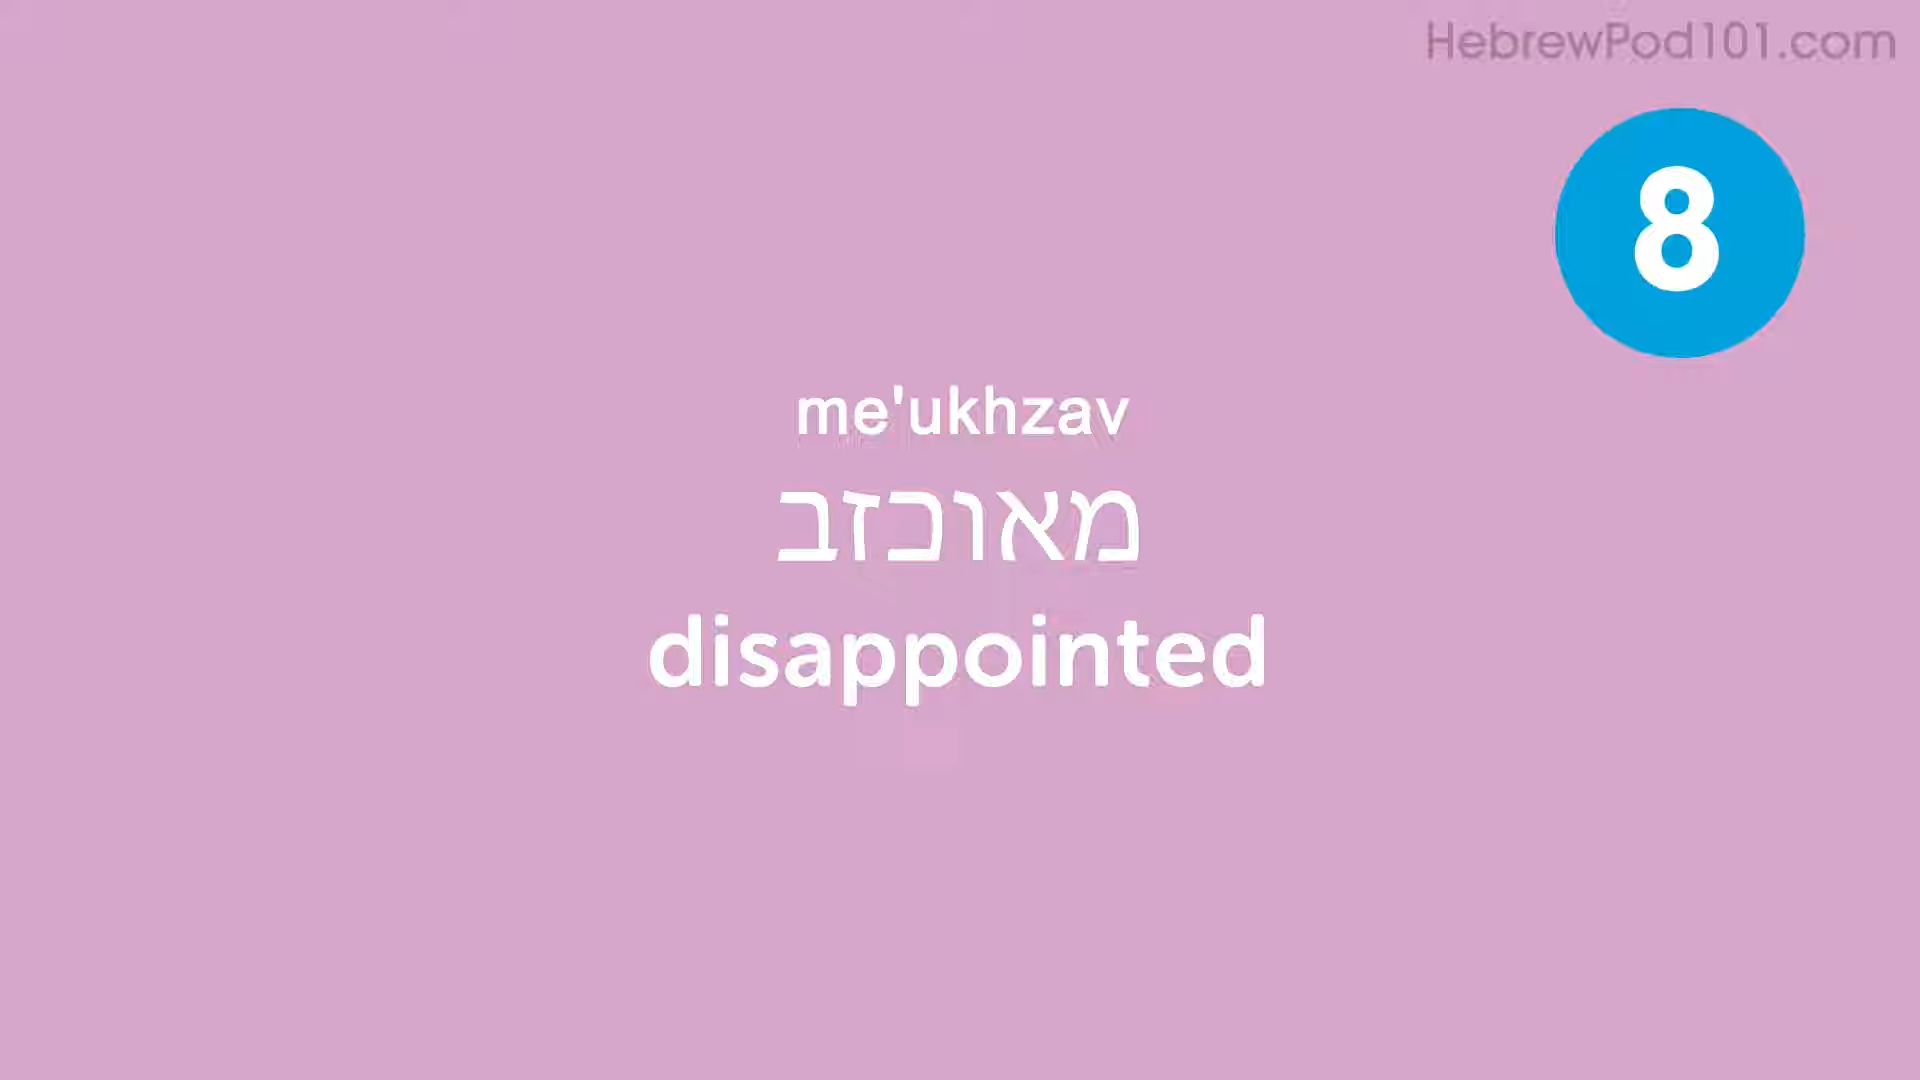 HebrewPod101.com
8
me'ukhzav
מאוכזב
disappointed